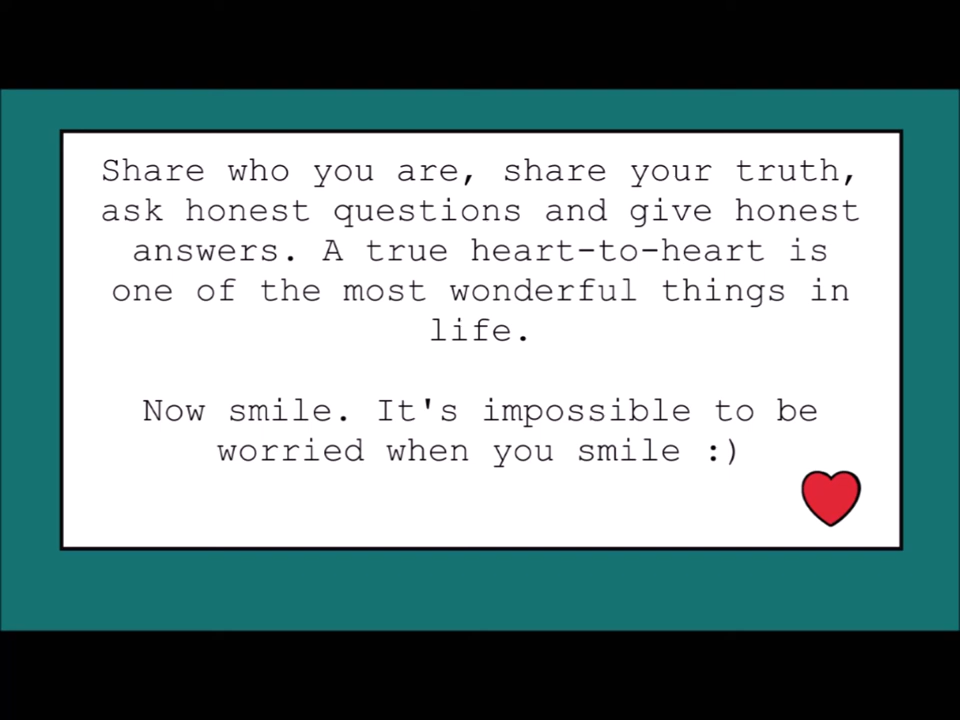 Share who you are, share your truth,
ask honest questions and give honest
answers. A true heart-to-heart is
one of the most wonderful things in
life.
Now smile. It's impossible to be
worried when you smile :)